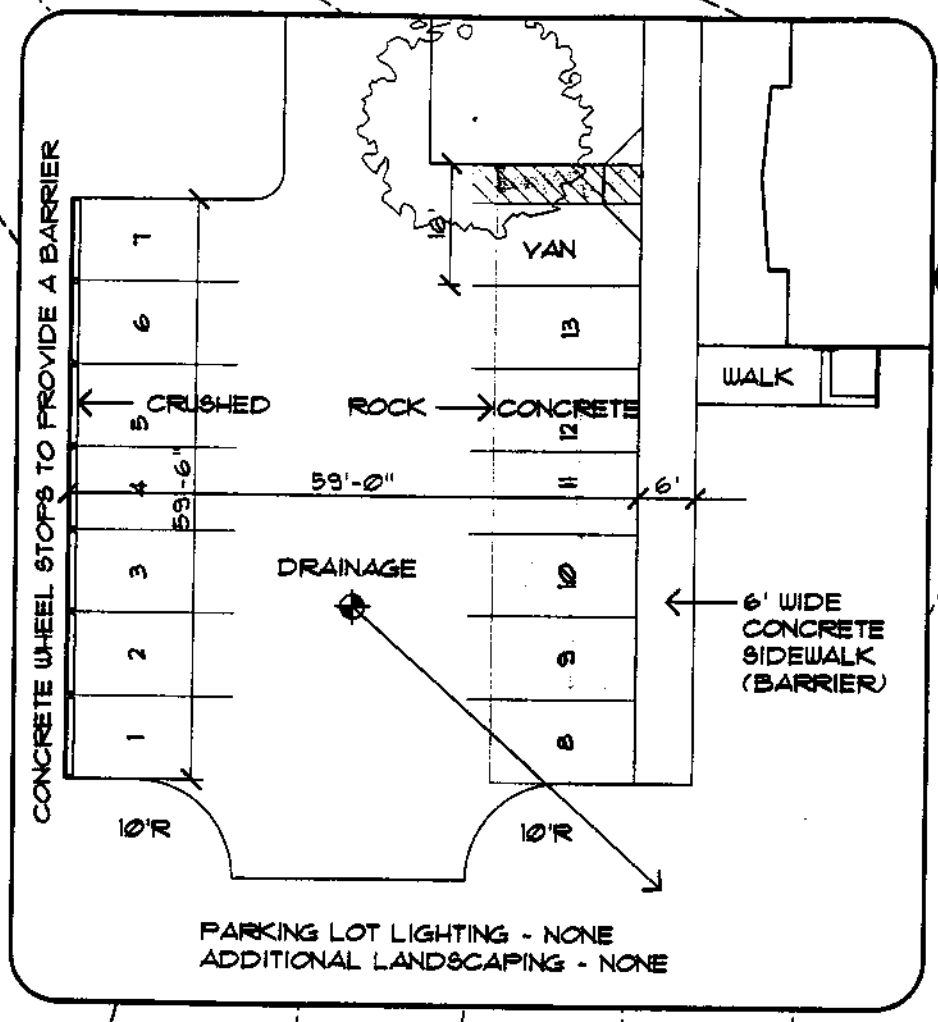 CONCRETE WHEEL STOPS TO PROVIDE A BARRIER
7
6
5
4
3
2
1
59'-6"
CRUSHED
ROCK
CONCRETE
59'-0"
6'
DRAINAGE
VAN
13
12
11
10
9
8
WALK
6' WIDE
CONCRETE
SIDEWALK
(BARRIER)
10'R
10'R
PARKING LOT LIGHTING - NONE
ADDITIONAL LANDSCAPING - NONE